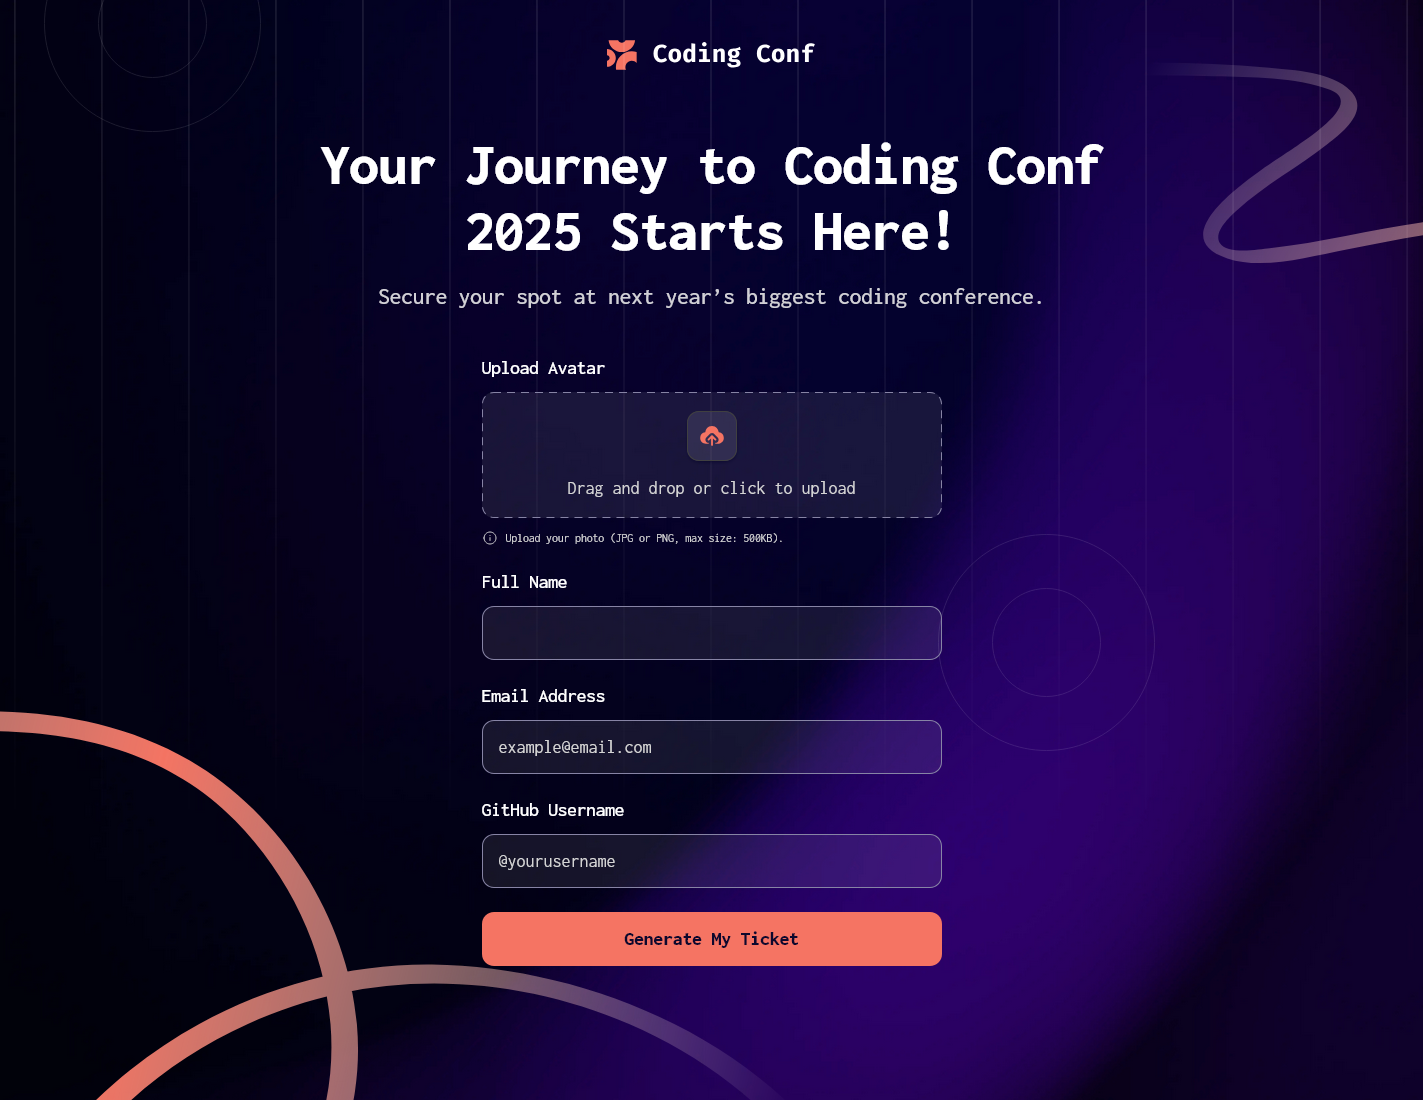 Coding Conf
Your Journey to Coding Conf
2025 Starts Here!
Secure your spot at next year’s biggest coding conference.
Upload Avatar
Drag and drop or click to upload
Upload your photo (JPG or PNG, max size: 500KB).
Full Name
Email Address
example@email.com
GitHub Username
@yourusername
Generate My Ticket